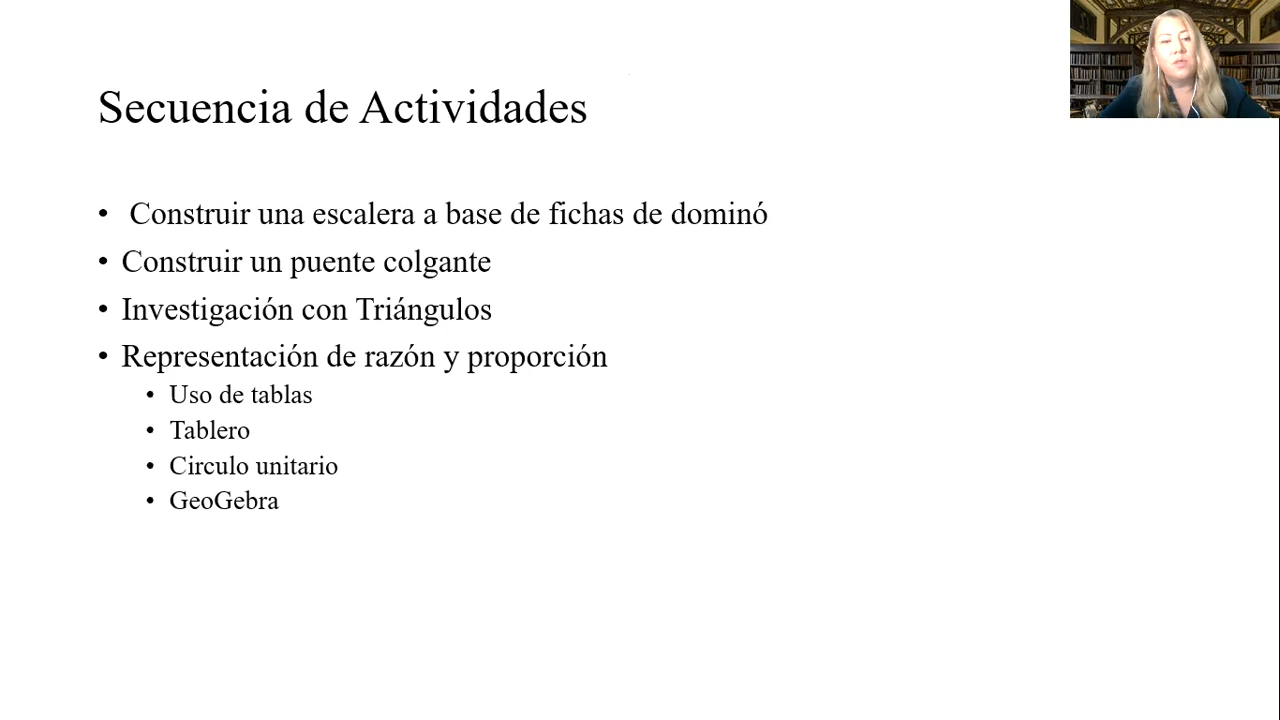 Secuencia de Actividades
• Construir una escalera a base de fichas de dominó
• Construir un puente colgante
• Investigación con Triángulos
• Representación de razón y proporción
• Uso de tablas
• Tablero
• Circulo unitario
• GeoGebra